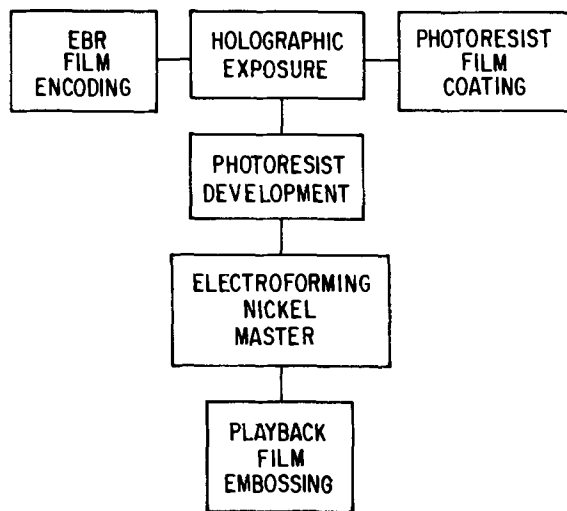 EBR
FILM
ENCODING
HOLOGRAPHIC
EXPOSURE
PHOTORESIST
FILM
COATING
PHOTORESIST
DEVELOPMENT
ELECTROFORMING
NICKEL
MASTER
PLAYBACK
FILM
EMBOSSING